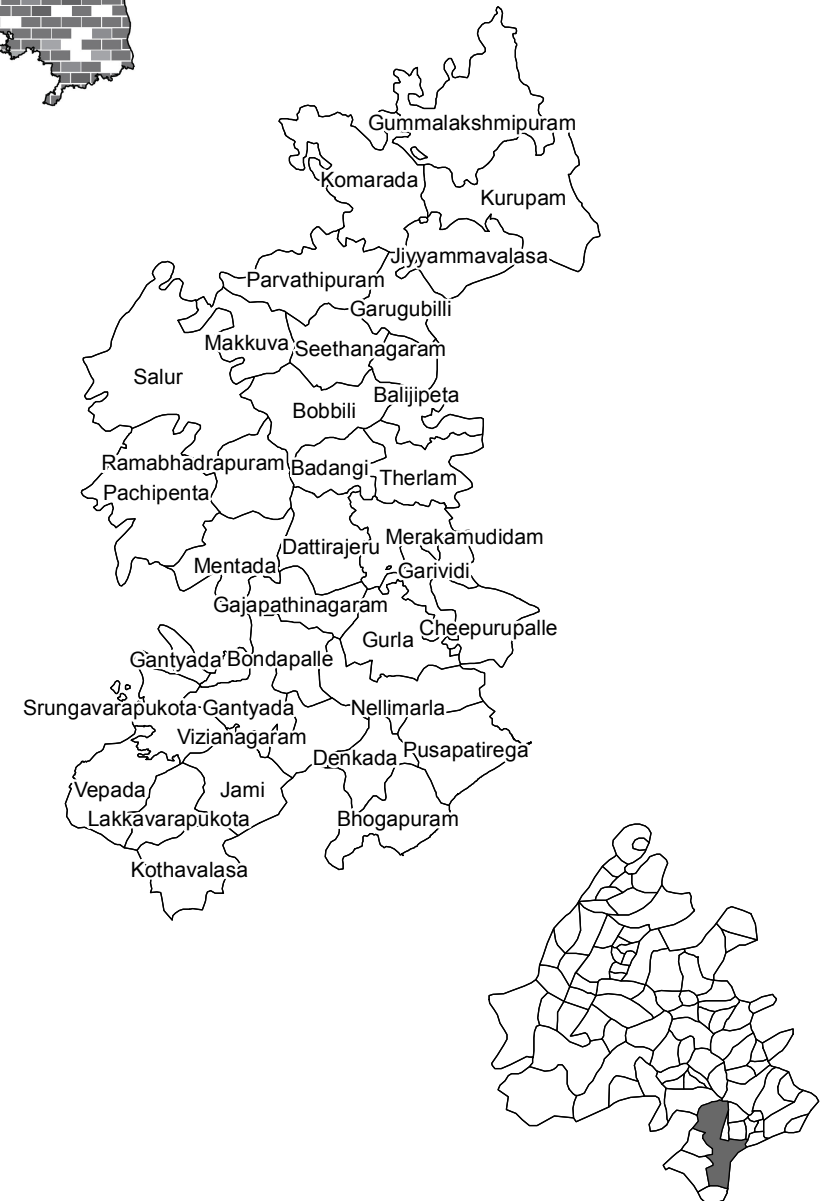 Gummalakshmipuram
Komarada
Kurupam
Jiyyammavalasa
Parvathipuram
Garugubilli
Makkuva
Seethanagaram
Salur
Balijipeta
Bobbili
Ramabhadrapuram
Badangi
Therlam
Pachipenta
Merakamudidam
Dattirajeru
Mentada
Garividi
Gajapathinagaram
Cheepurupalle
Gurla
Gantyada
Bondapalle
Srungavarapukota
Gantyada
Nellimarla
Vizianagaram
Denkada
Pusapatirega
Vepada
Jami
Lakkavarapukota
Bhogapuram
Kothavalasa